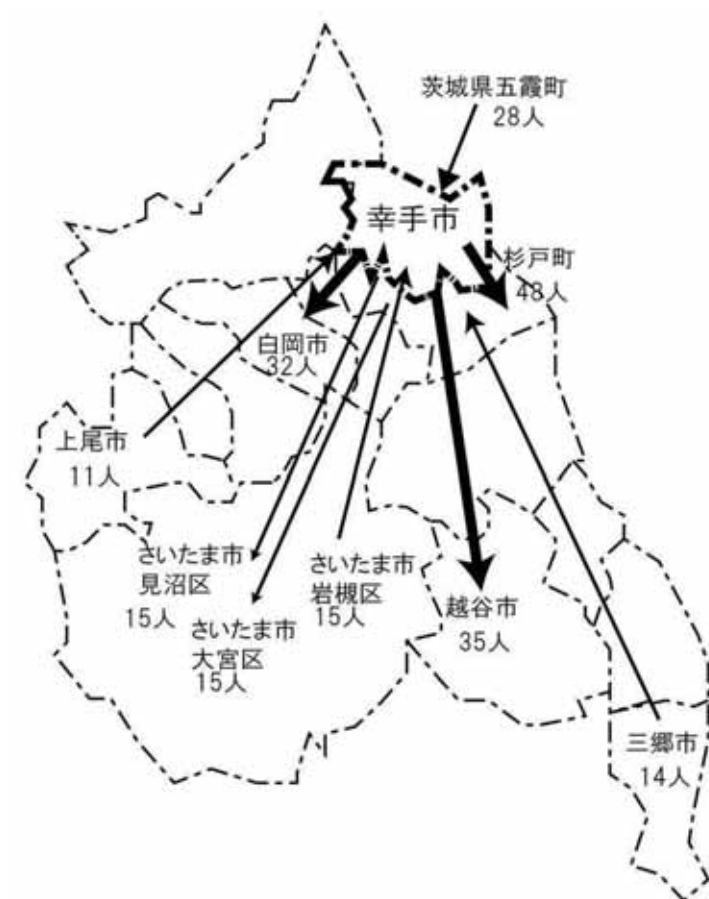 茨城県五霞町
28人
幸手市
杉戸町
48人
白岡市
32人
上尾市
11人
さいたま市
見沼区
15人
さいたま市
大宮区
15人
さいたま市
岩槻区
15人
越谷市
35人
三郷市
14人